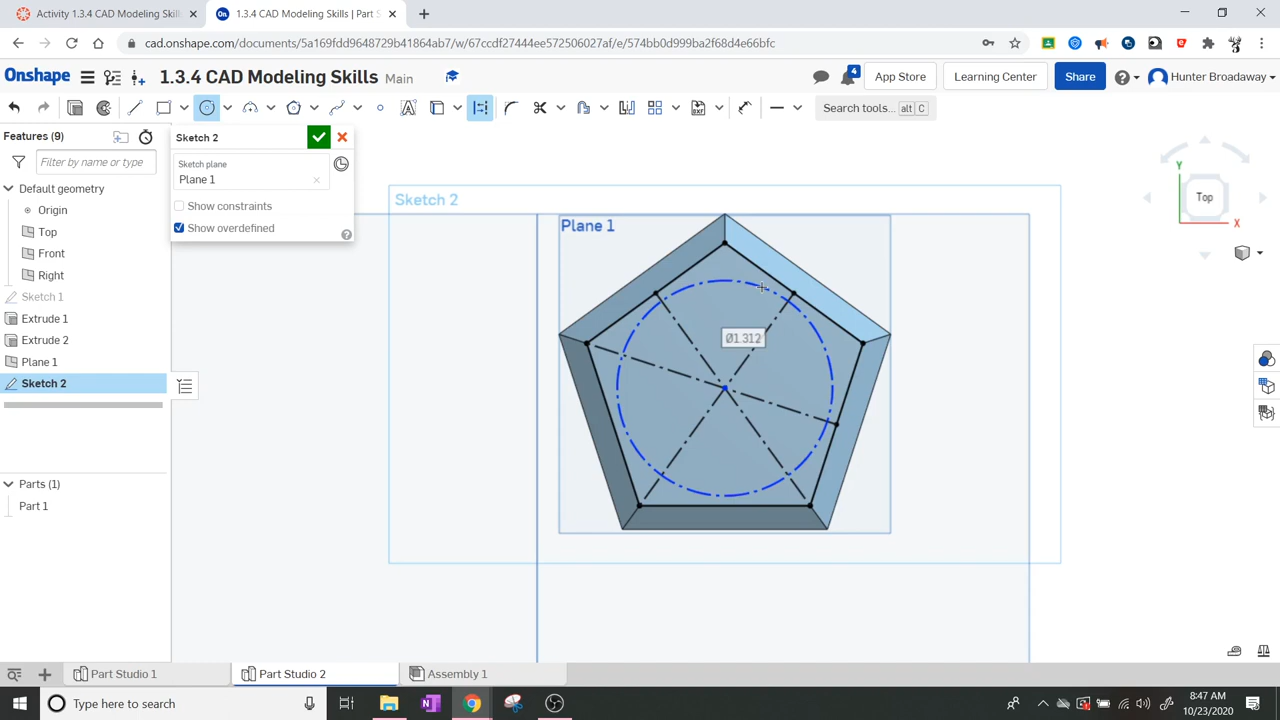 Activity 1.3.4 CAD Modeling Skill
1.3.4 CAD Modeling Skills | Part S
cad.onshape.com/documents/5a169fdd9648729b41864ab7/w/67ccdf27444ee572506027af/e/574bb0d999ba2f68d4e66bfc
Onshape
1.3.4 CAD Modeling Skills
Main
4
App Store
Learning Center
Share
Hunter Broadaway
Search tools...
alt
C
Features (9)
Filter by name or type
Default geometry
Origin
Top
Front
Right
Sketch 1
Extrude 1
Extrude 2
Plane 1
Sketch 2
Parts (1)
Part 1
Sketch 2
Sketch plane
Plane 1
Show constraints
Show overdefined
Sketch 2
Plane 1
Ø1.312
Y
Top
X
Part Studio 1
Part Studio 2
Assembly 1
Type here to search
8:47 AM
10/23/2020